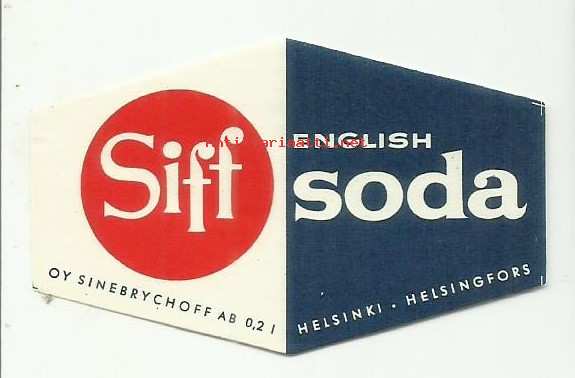 Sift
OY SINEBRYCHOFF AB 0,2 l
ENGLISH
soda
HELSINKI · HELSINGFORS